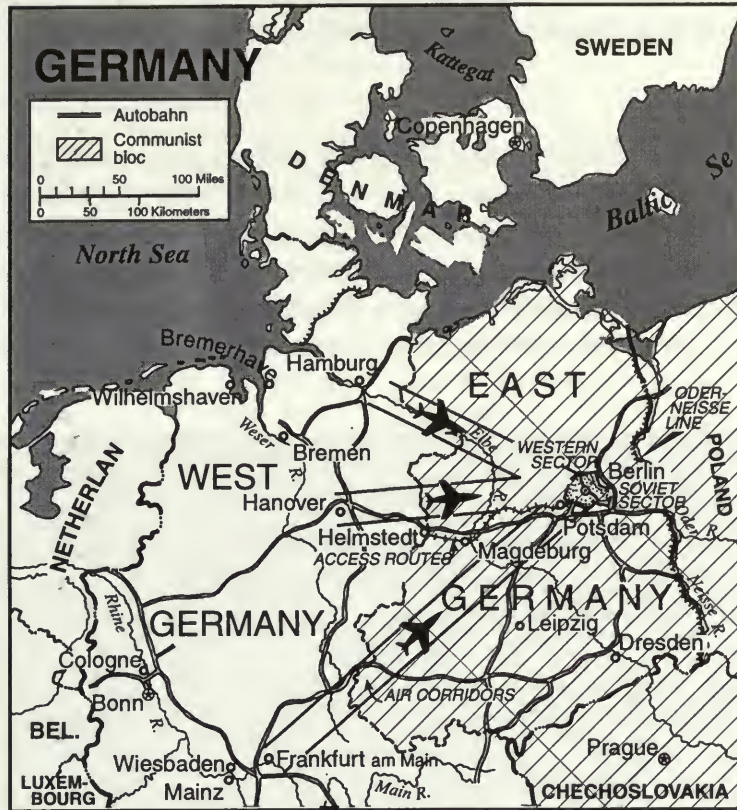 GERMANY
Autobahn
Communist
bloc
0 50 100 Miles
0 50 100 Kilometers
SWEDEN
Kattegat
Copenhagen
DENMAR
Baltic Se
North Sea
Bremerhave
Hamburg
Wilhelmshaven
Elbe
EAST
ODER-
NEISSE
LINE
Weser
R.
Bremen
WESTERN
SECTOR
WEST
Berlin
SOVIET
SECTOR
POLAND
NETHERLAN
Hanover
Helmstedt
Potsdam
Oder R.
ACCESS ROUTES
Magdeburg
Rhine
R.
GERMANY
GERMANY
Neisse R.
Leipzig
Cologne
Dresden
Bonn
AIR CORRIDORS
BEL.
Wiesbaden
Frankfurt am Main
Prague
LUXEM-
BOURG
Mainz
Main R.
CHECHOSLOVAKIA